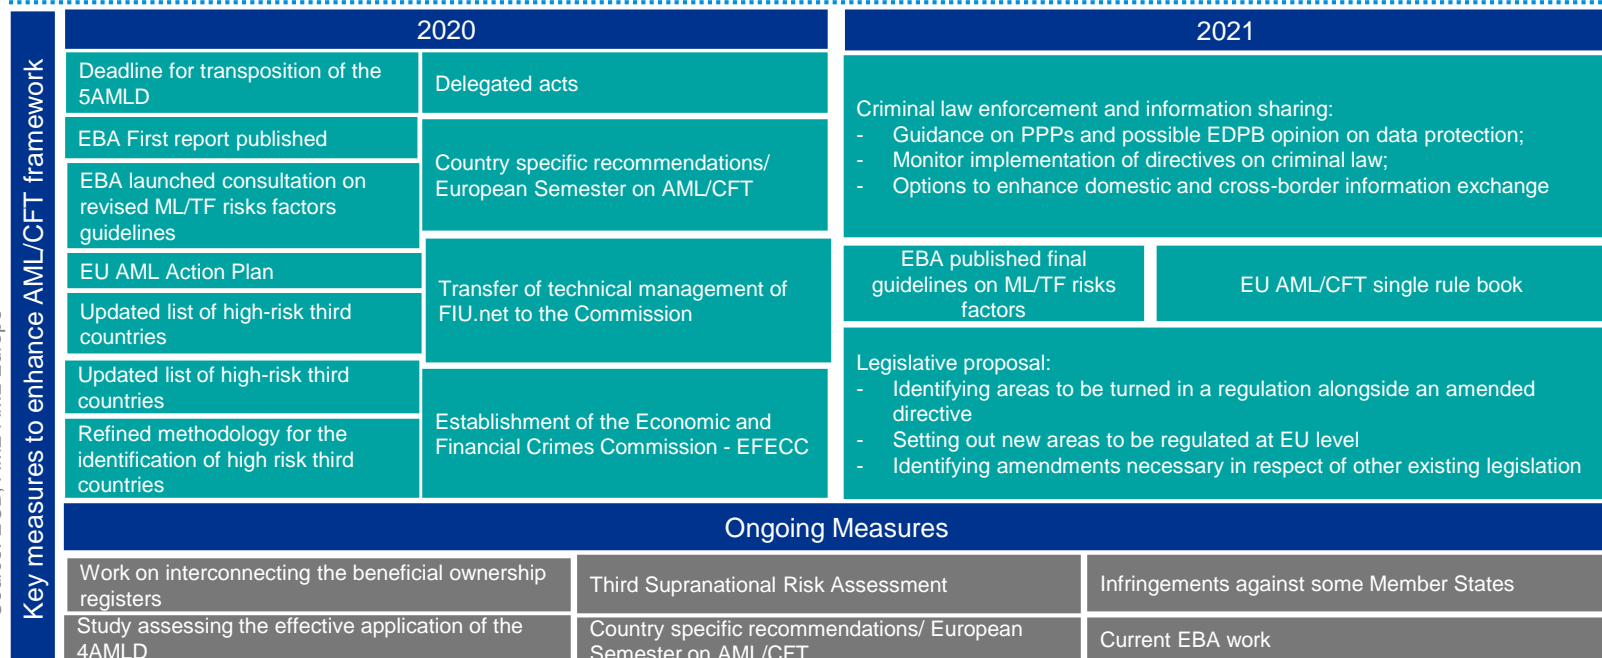 Key measures to enhance AML/CFT framework
2020
Deadline for transposition of the
5AMLD
EBA First report published
EBA launched consultation on
revised ML/TF risks factors
guidelines
EU AML Action Plan
Updated list of high-risk third
countries
Updated list of high-risk third
countries
Refined methodology for the
identification of high risk third
countries
Delegated acts
Country specific recommendations/
European Semester on AML/CFT
Transfer of technical management of
FIU.net to the Commission
Establishment of the Economic and
Financial Crimes Commission - EFECC
2021
Criminal law enforcement and information sharing:
- Guidance on PPPs and possible EDPB opinion on data protection;
- Monitor implementation of directives on criminal law;
- Options to enhance domestic and cross-border information exchange
EBA published final
guidelines on ML/TF risks
factors
EU AML/CFT single rule book
Legislative proposal:
- Identifying areas to be turned in a regulation alongside an amended
directive
- Setting out new areas to be regulated at EU level
- Identifying amendments necessary in respect of other existing legislation
Ongoing Measures
Work on interconnecting the beneficial ownership
registers
Third Supranational Risk Assessment
Infringements against some Member States
Study assessing the effective application of the
4AMLD
Country specific recommendations/ European
Semester on AML/CFT
Current EBA work